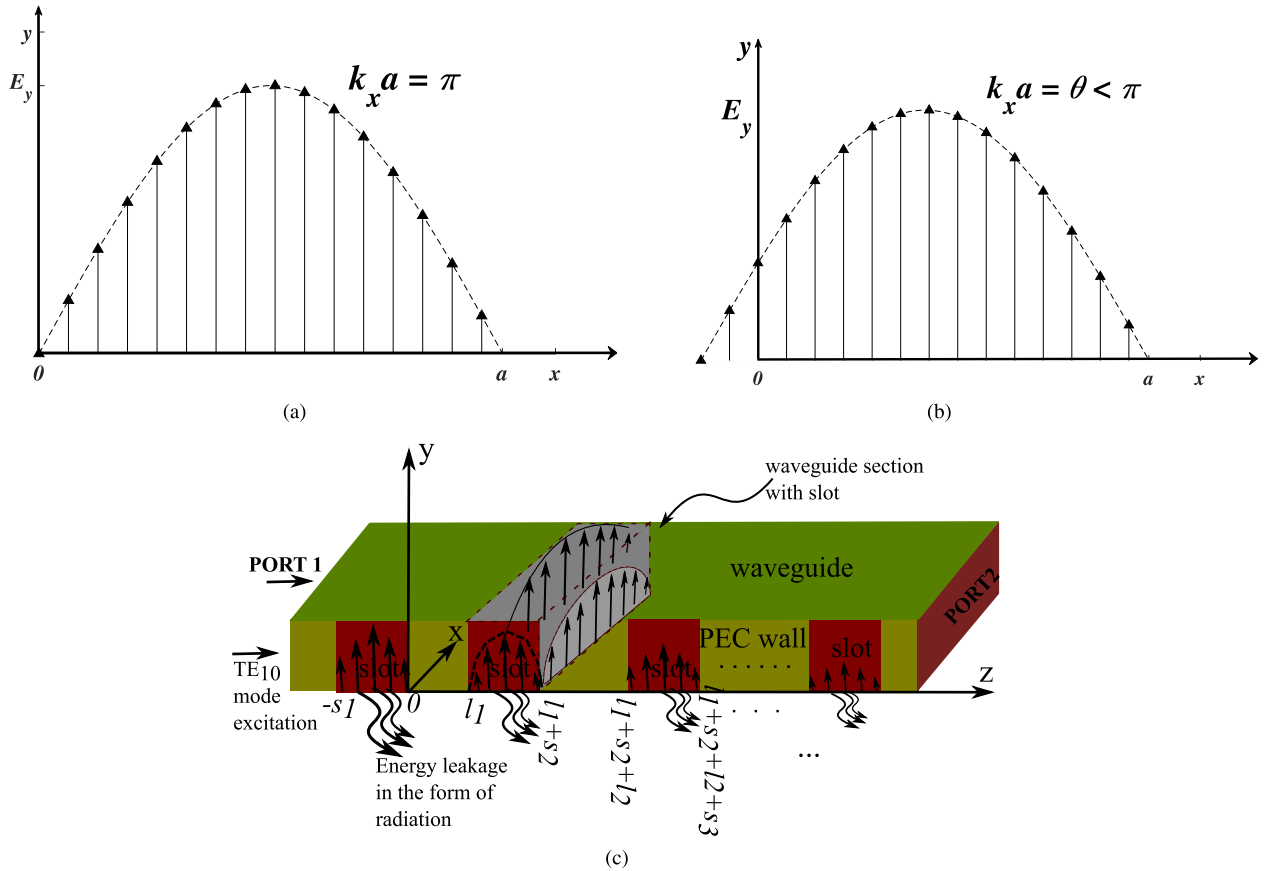 y
E_y
k_x a = π
0
a
x
(a)
y
E_y
k_x a = θ < π
0
a
x
(b)
y
waveguide section
with slot
PORT 1
waveguide
PORT2
x
PEC wall
slot
slot
slot
slot
......
z
TE10
mode
excitation
-s1
0
l1
l1+s2
l1+s2+l2
l1+s2+l2+s3
. . .
...
Energy leakage
in the form of
radiation
(c)